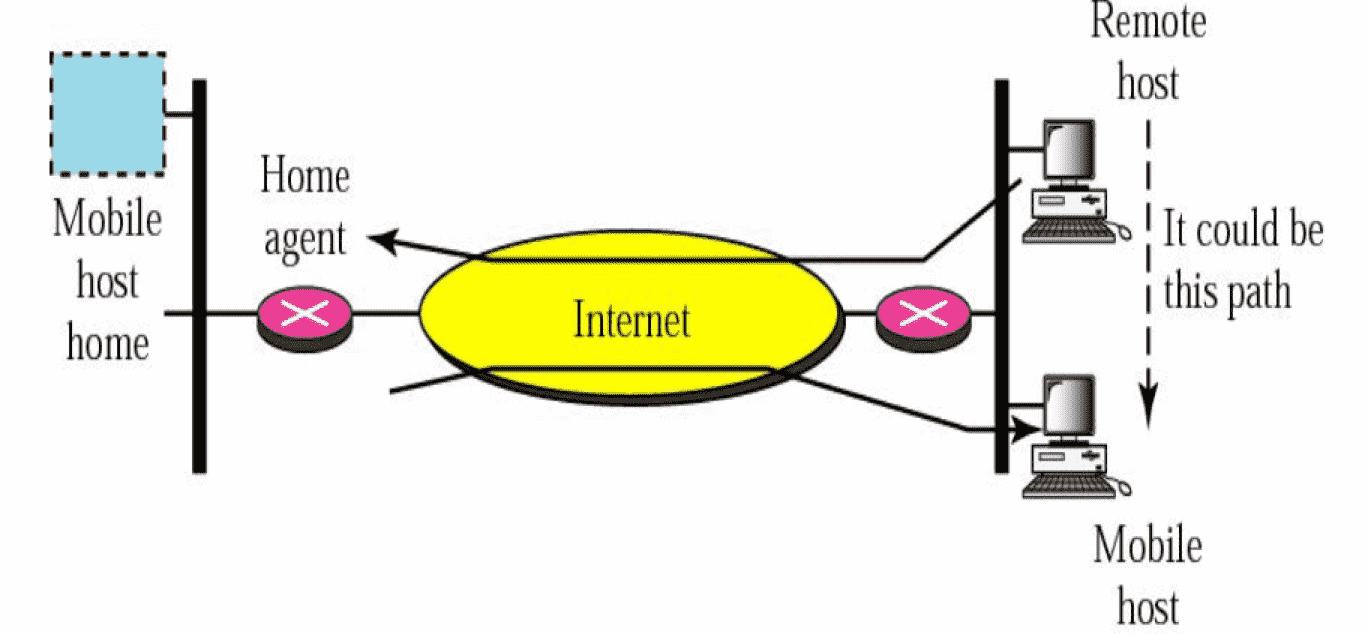 Remote
host
Home
agent
Mobile
host
home
It could be
this path
Internet
Mobile
host